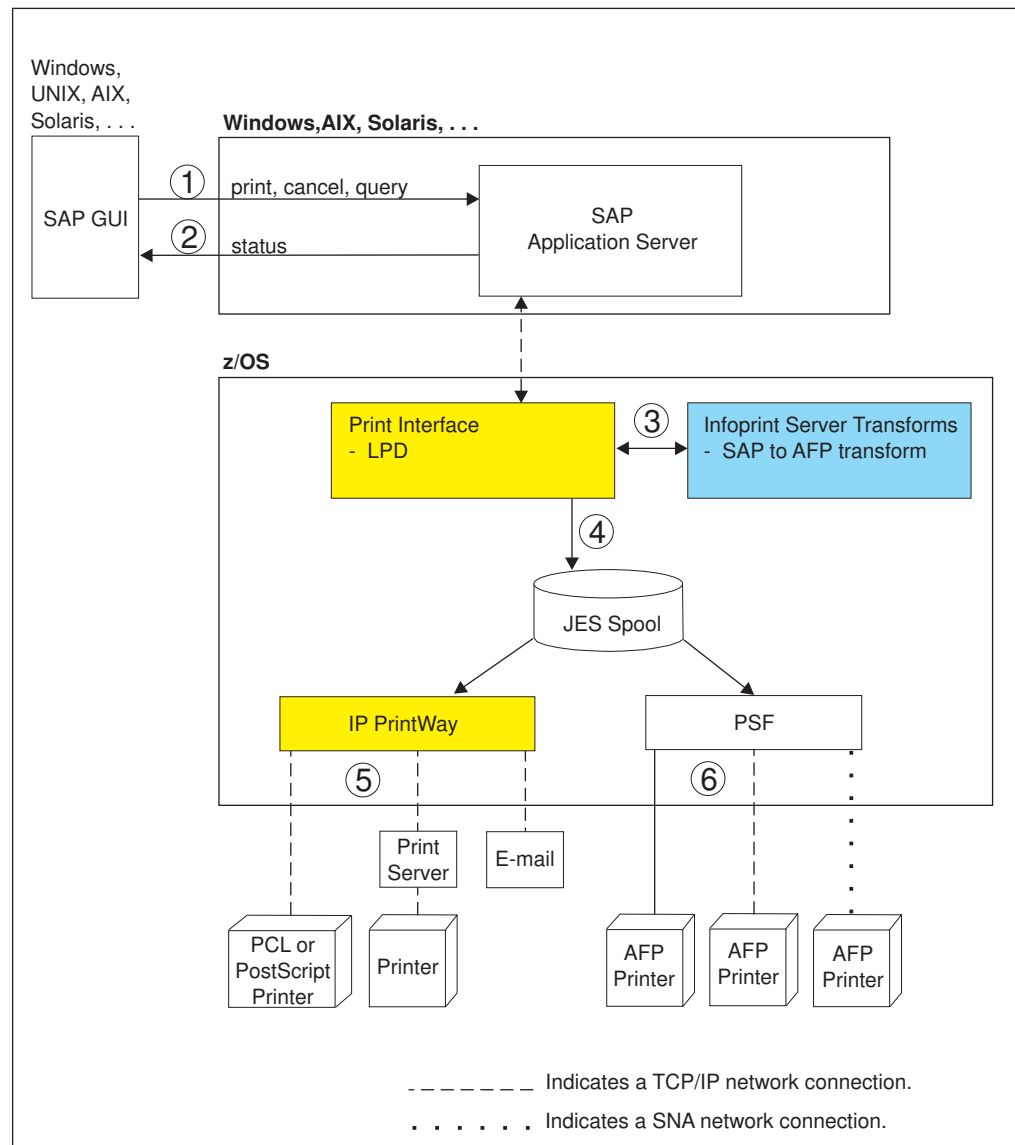 Windows,
UNIX, AIX,
Solaris, . . .
Windows,AIX, Solaris, . . .
SAP GUI
1
print, cancel, query
2
status
SAP
Application Server
z/OS
Print Interface
- LPD
3
Infoprint Server Transforms
- SAP to AFP transform
4
JES Spool
IP PrintWay
PSF
5
6
Print
Server
E-mail
PCL or
PostScript
Printer
Printer
AFP
Printer
AFP
Printer
AFP
Printer
Indicates a TCP/IP network connection.
Indicates a SNA network connection.